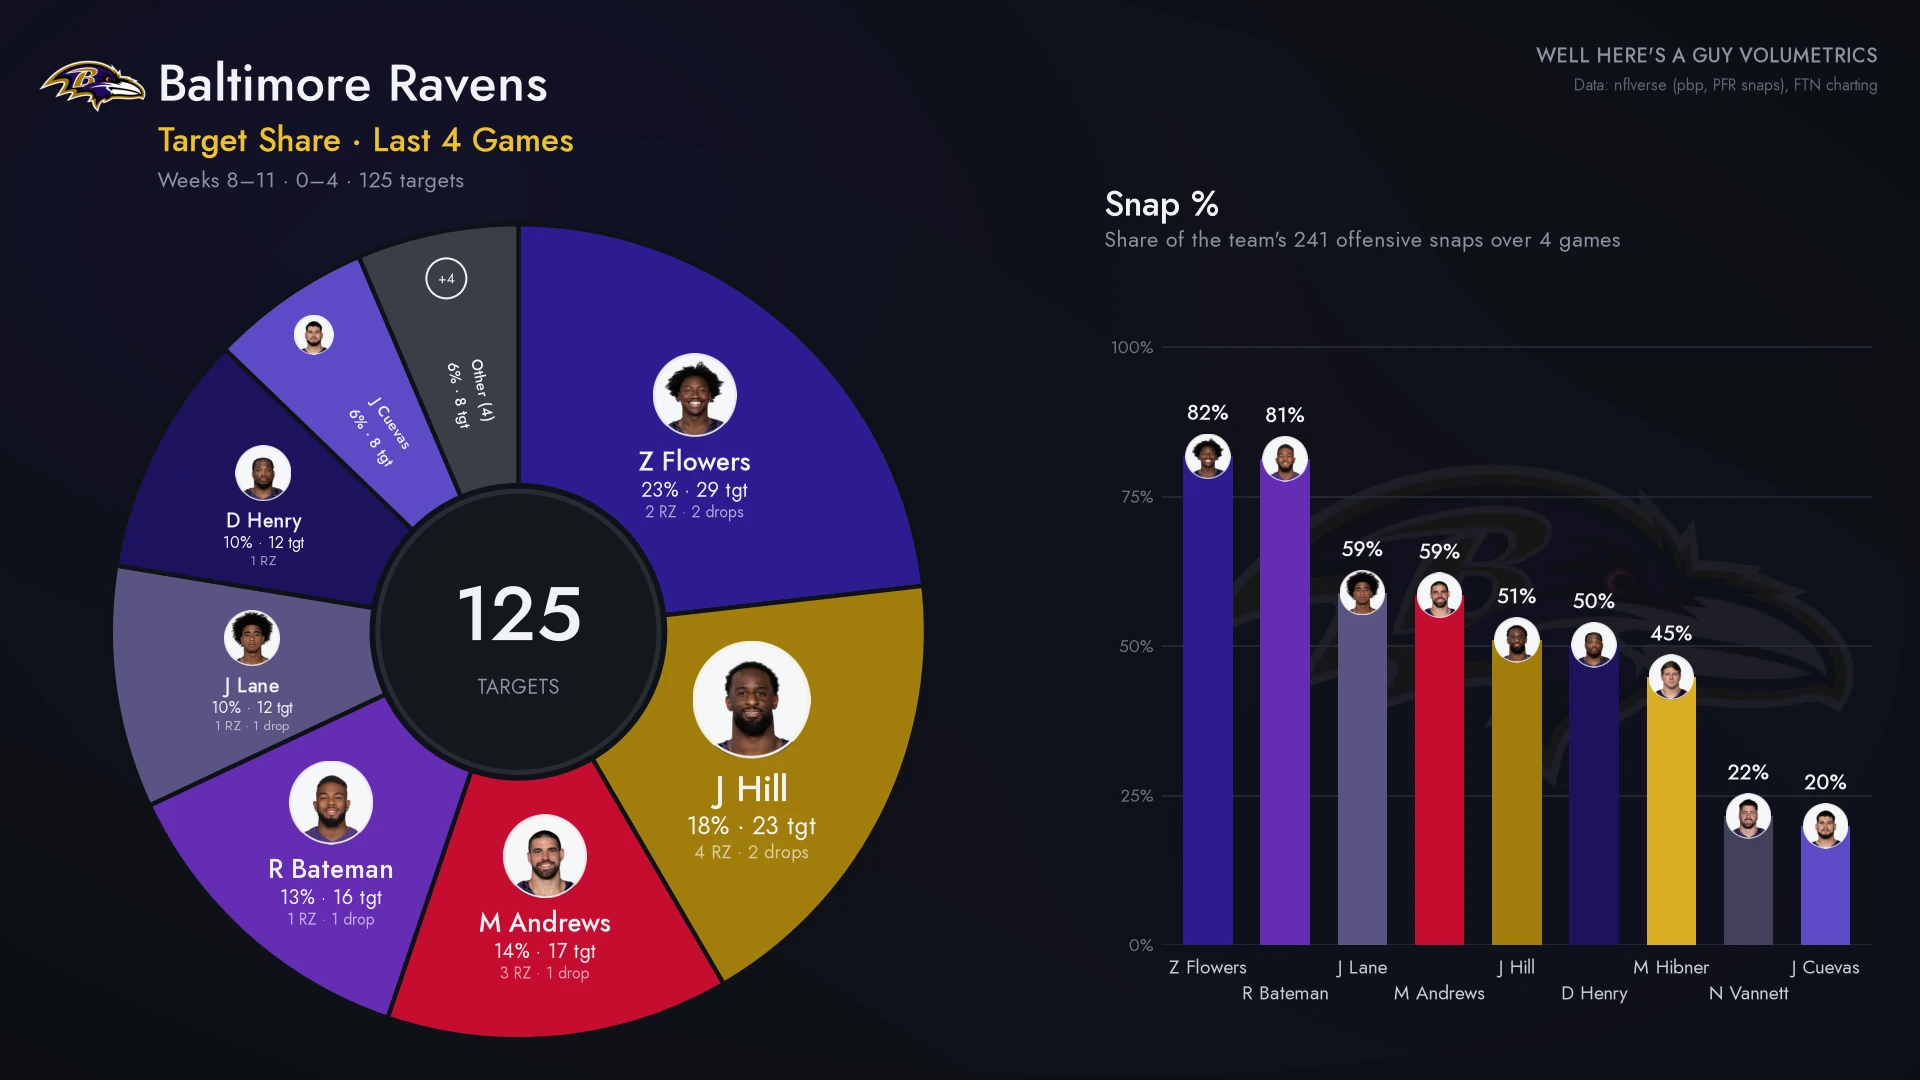 Baltimore Ravens
Target Share · Last 4 Games
Weeks 8–11 · 0–4 · 125 targets
WELL HERE'S A GUY VOLUMETRICS
Data: nflverse (pbp, PFR snaps), FTN charting
+4
Other (4)
6% · 8 tgt
J Cuevas
6% · 8 tgt
Z Flowers
23% · 29 tgt
2 RZ · 2 drops
D Henry
10% · 12 tgt
1 RZ
J Lane
10% · 12 tgt
1 RZ · 1 drop
125
TARGETS
J Hill
18% · 23 tgt
4 RZ · 2 drops
R Bateman
13% · 16 tgt
1 RZ · 1 drop
M Andrews
14% · 17 tgt
3 RZ · 1 drop
Snap %
Share of the team's 241 offensive snaps over 4 games
100%
75%
50%
25%
0%
82%
81%
59%
59%
51%
50%
45%
22%
20%
Z Flowers
R Bateman
J Lane
M Andrews
J Hill
D Henry
M Hibner
N Vannett
J Cuevas
B
B